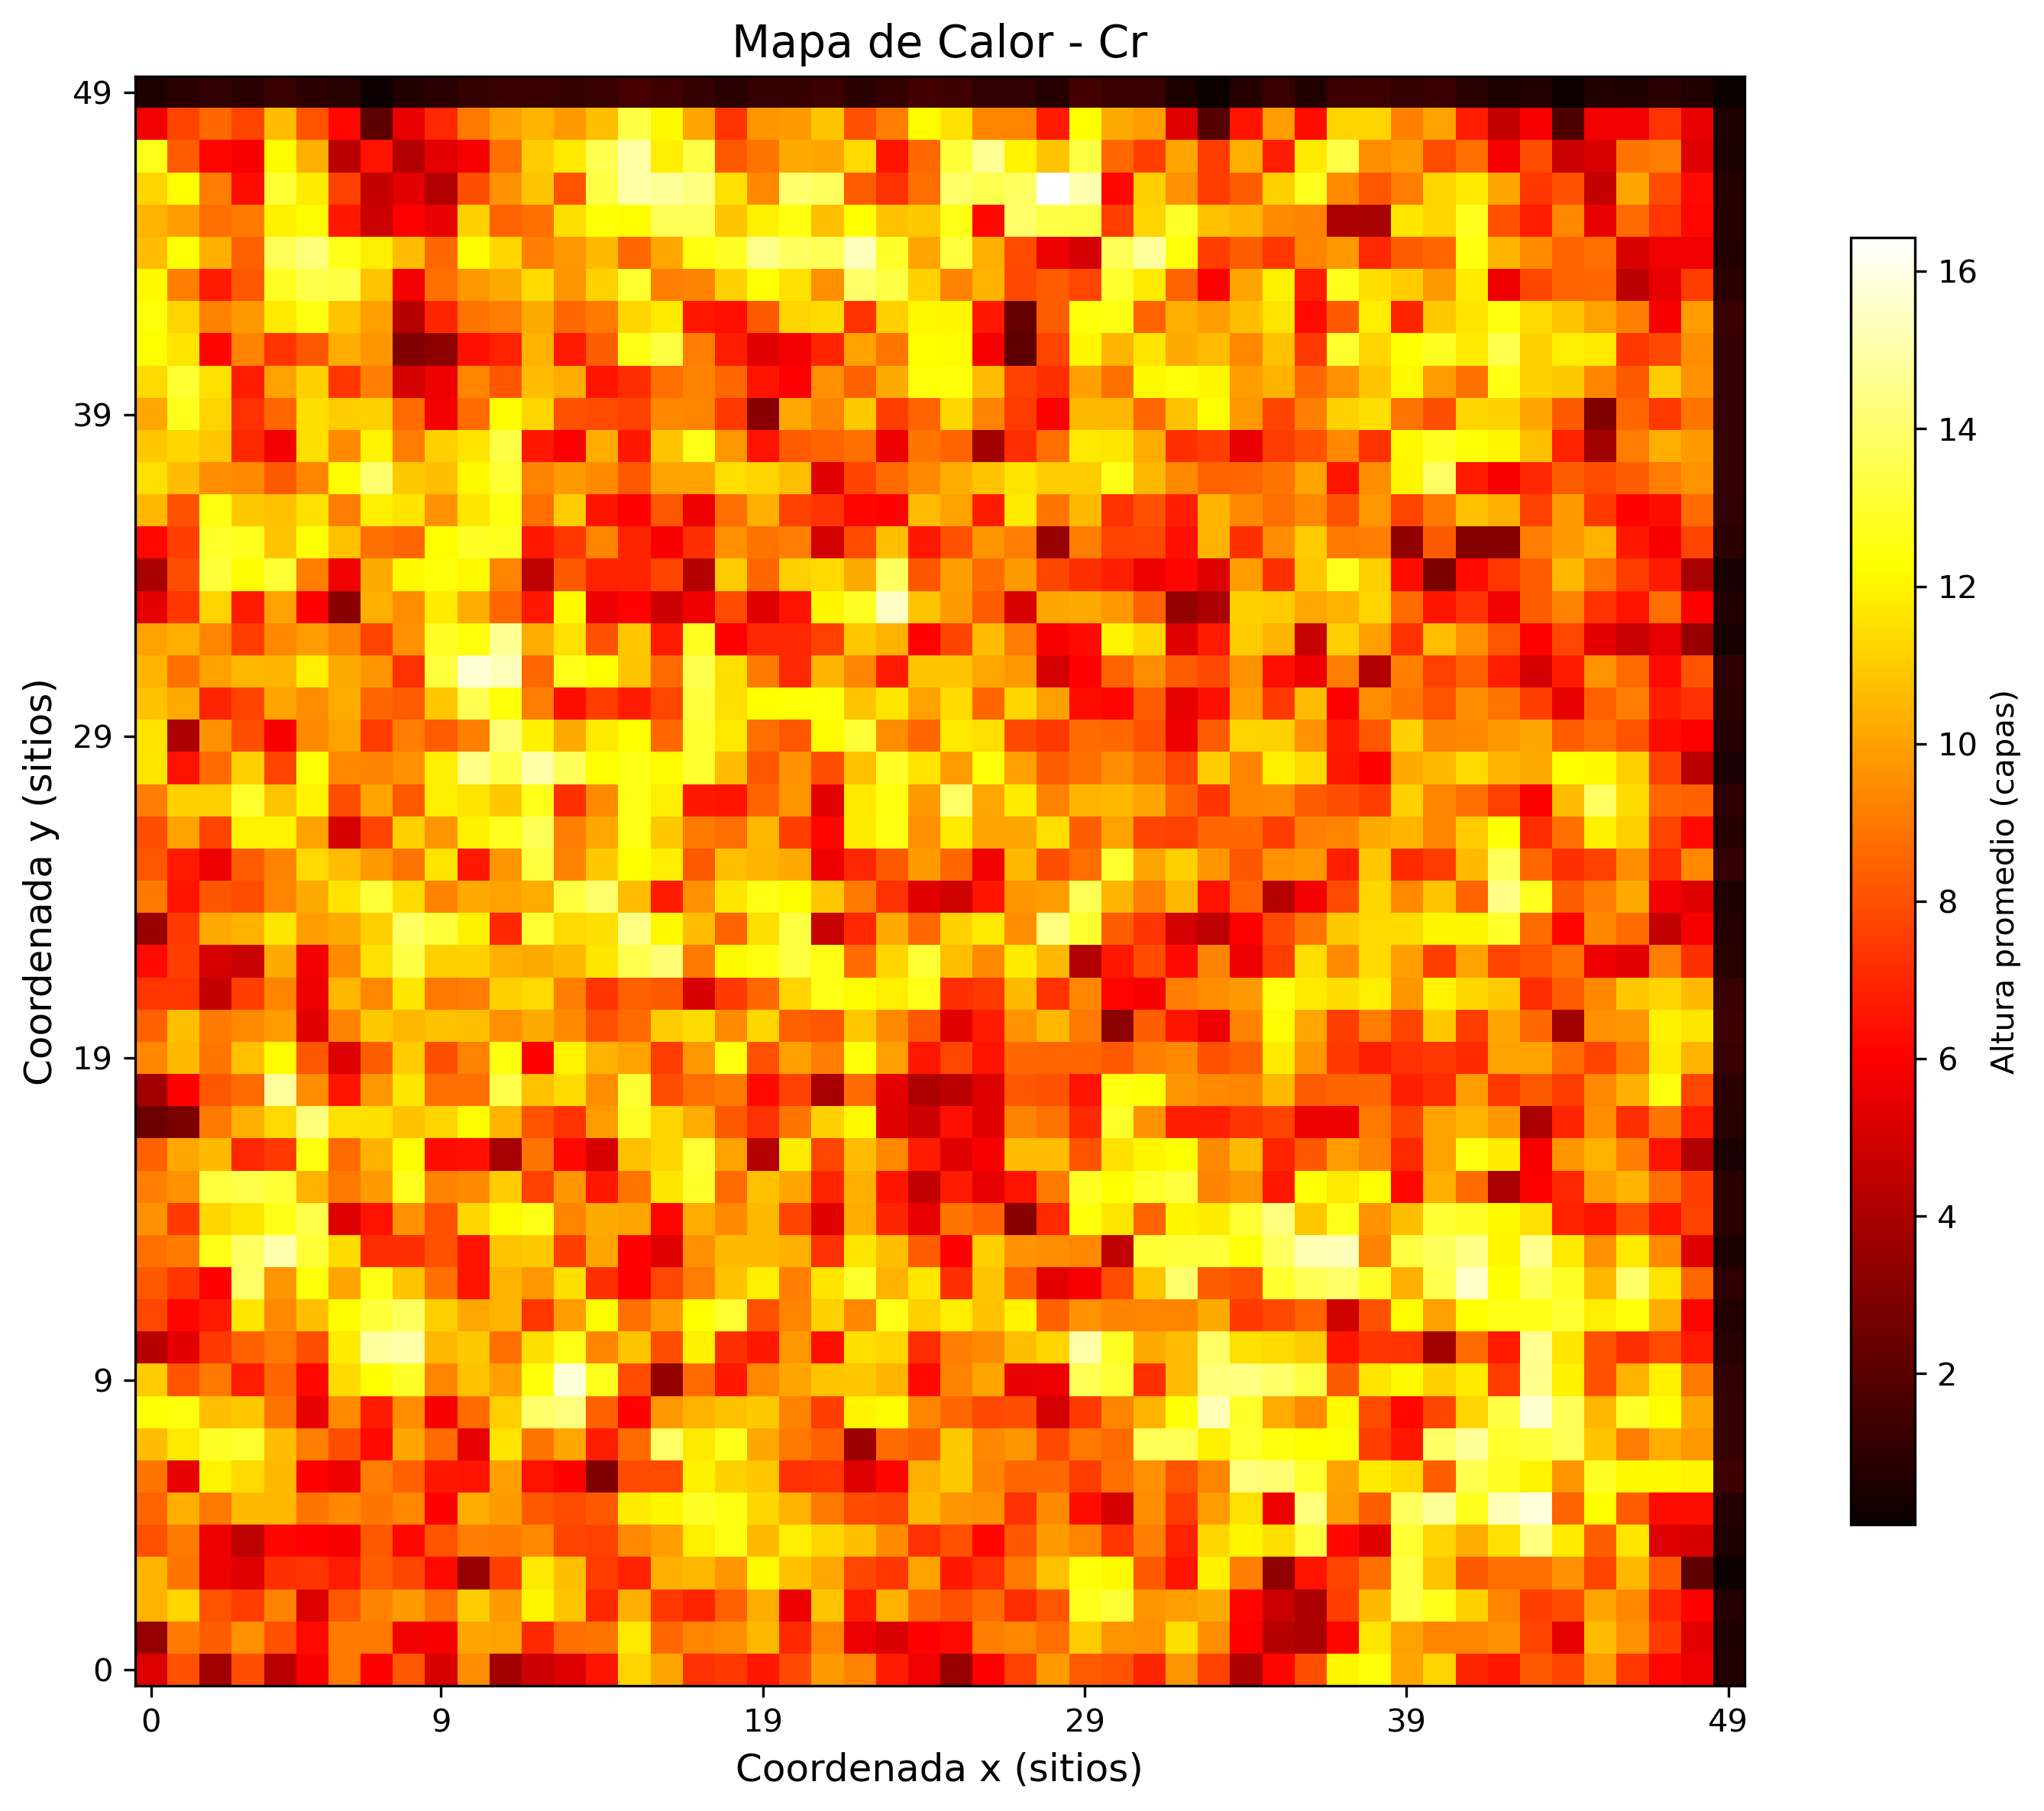 Mapa de Calor - Cr
Coordenada y (sitios)
49
39
29
19
9
0
0 9 19 29 39 49
Coordenada x (sitios)
16
14
12
10
8
6
4
2
Altura promedio (capas)